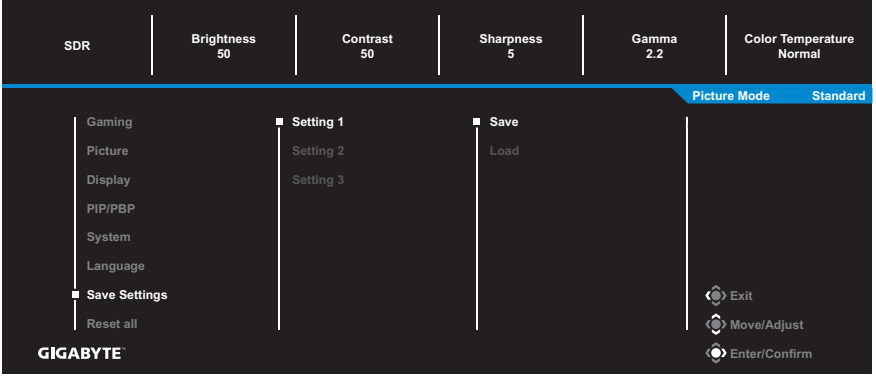 SDR
Brightness
50
Contrast
50
Sharpness
5
Gamma
2.2
Color Temperature
Normal
Picture Mode Standard
Gaming
Picture
Display
PIP/PBP
System
Language
Save Settings
Reset all
Setting 1
Setting 2
Setting 3
Save
Load
Exit
Move/Adjust
Enter/Confirm
GIGABYTE™